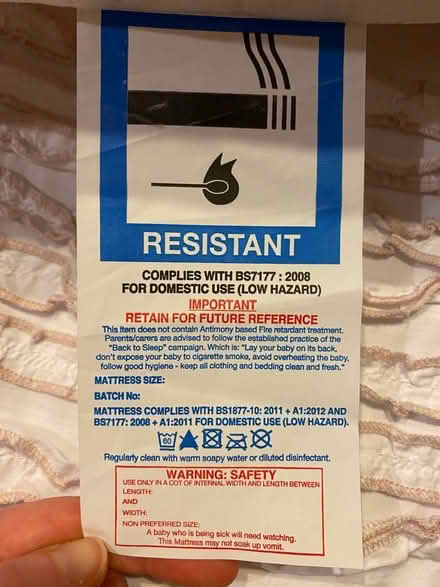 RESISTANT
COMPLIES WITH BS7177 : 2008
FOR DOMESTIC USE (LOW HAZARD)
IMPORTANT
RETAIN FOR FUTURE REFERENCE
This item does not contain Antimony based Fire retardant treatment.
Parents/carers are advised to follow the established practice of the
"Back to Sleep" campaign. Which is: "Lay your baby on its back,
don't expose your baby to cigarette smoke, avoid overheating the baby,
follow good hygiene - keep all clothing and bedding clean and fresh."
MATTRESS SIZE:
BATCH No:
MATTRESS COMPLIES WITH BS1877-10: 2011 + A1:2012 AND
BS7177: 2008 + A1:2011 FOR DOMESTIC USE (LOW HAZARD).
60
Regularly clean with warm soapy water or diluted disinfectant.
WARNING: SAFETY
USE ONLY IN A COT OF INTERNAL WIDTH AND LENGTH BETWEEN
LENGTH:
AND
WIDTH:
NON PREFERRED SIZE:
A baby who is being sick will need watching.
This Mattress may not soak up vomit.